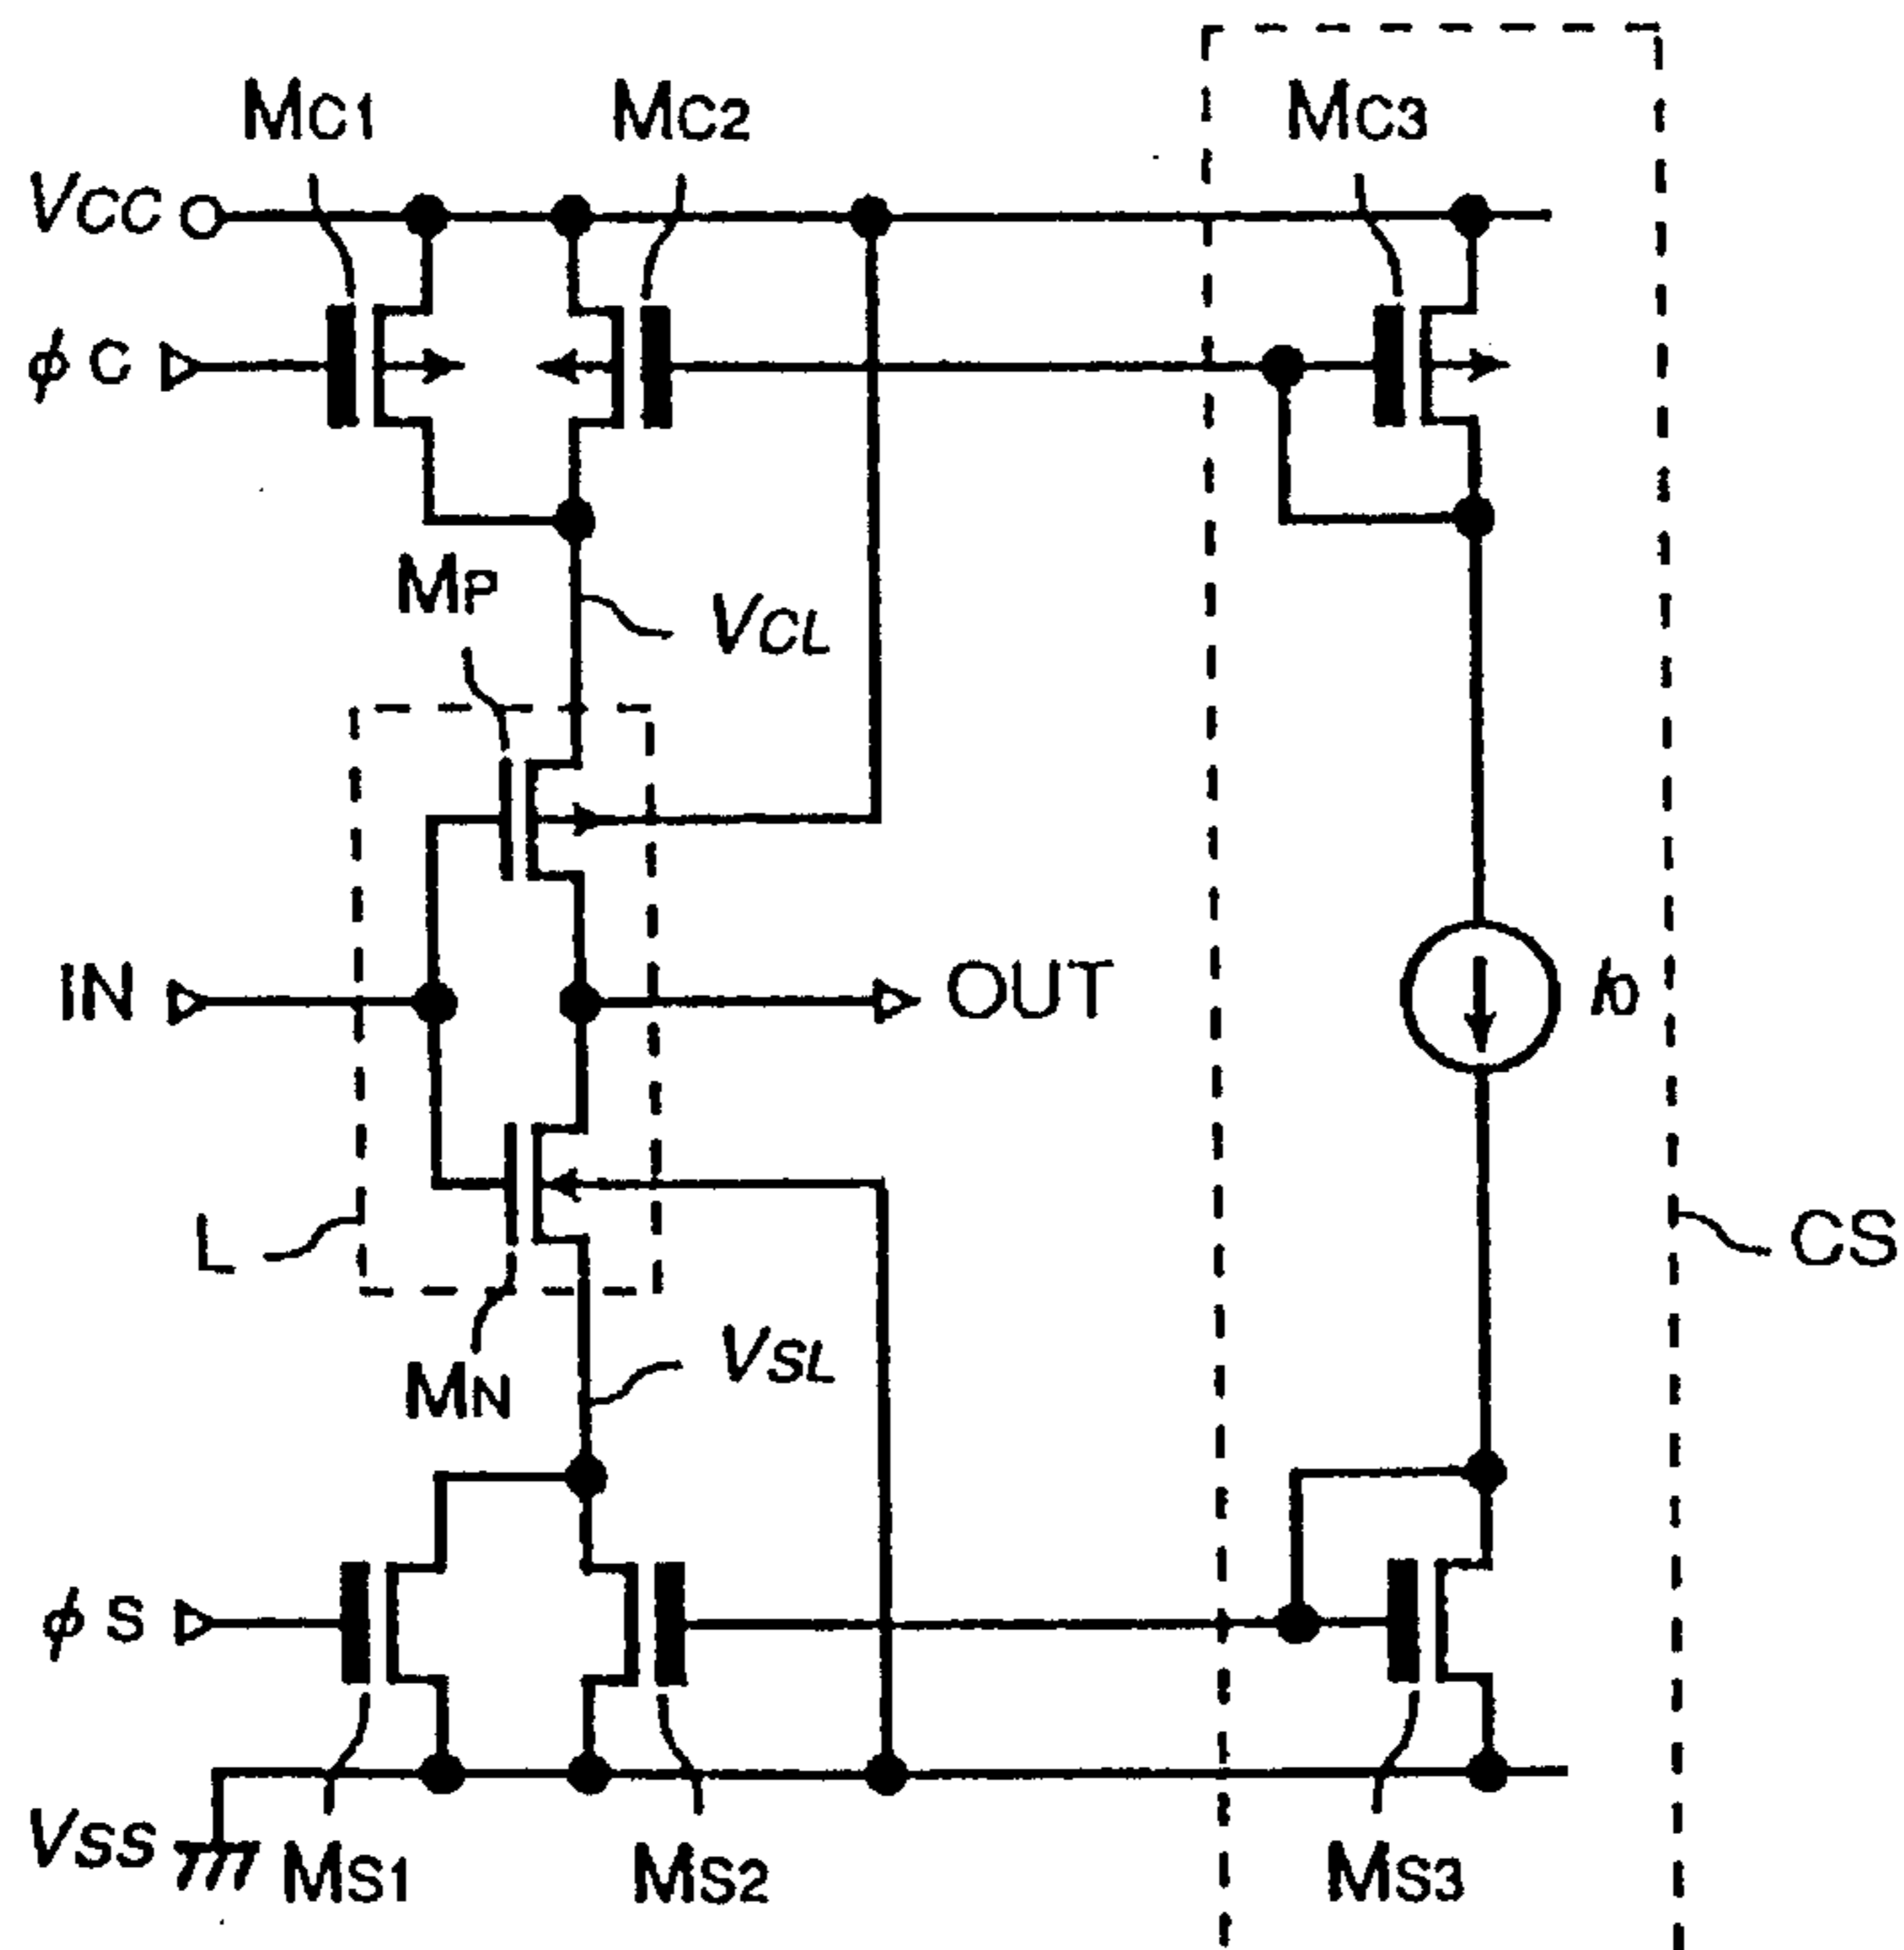 MC1 MC2 MC3
VCC
φC
MP
VCL
IN OUT I0
L CS
MN VSL
φS
VSS MS1 MS2 MS3